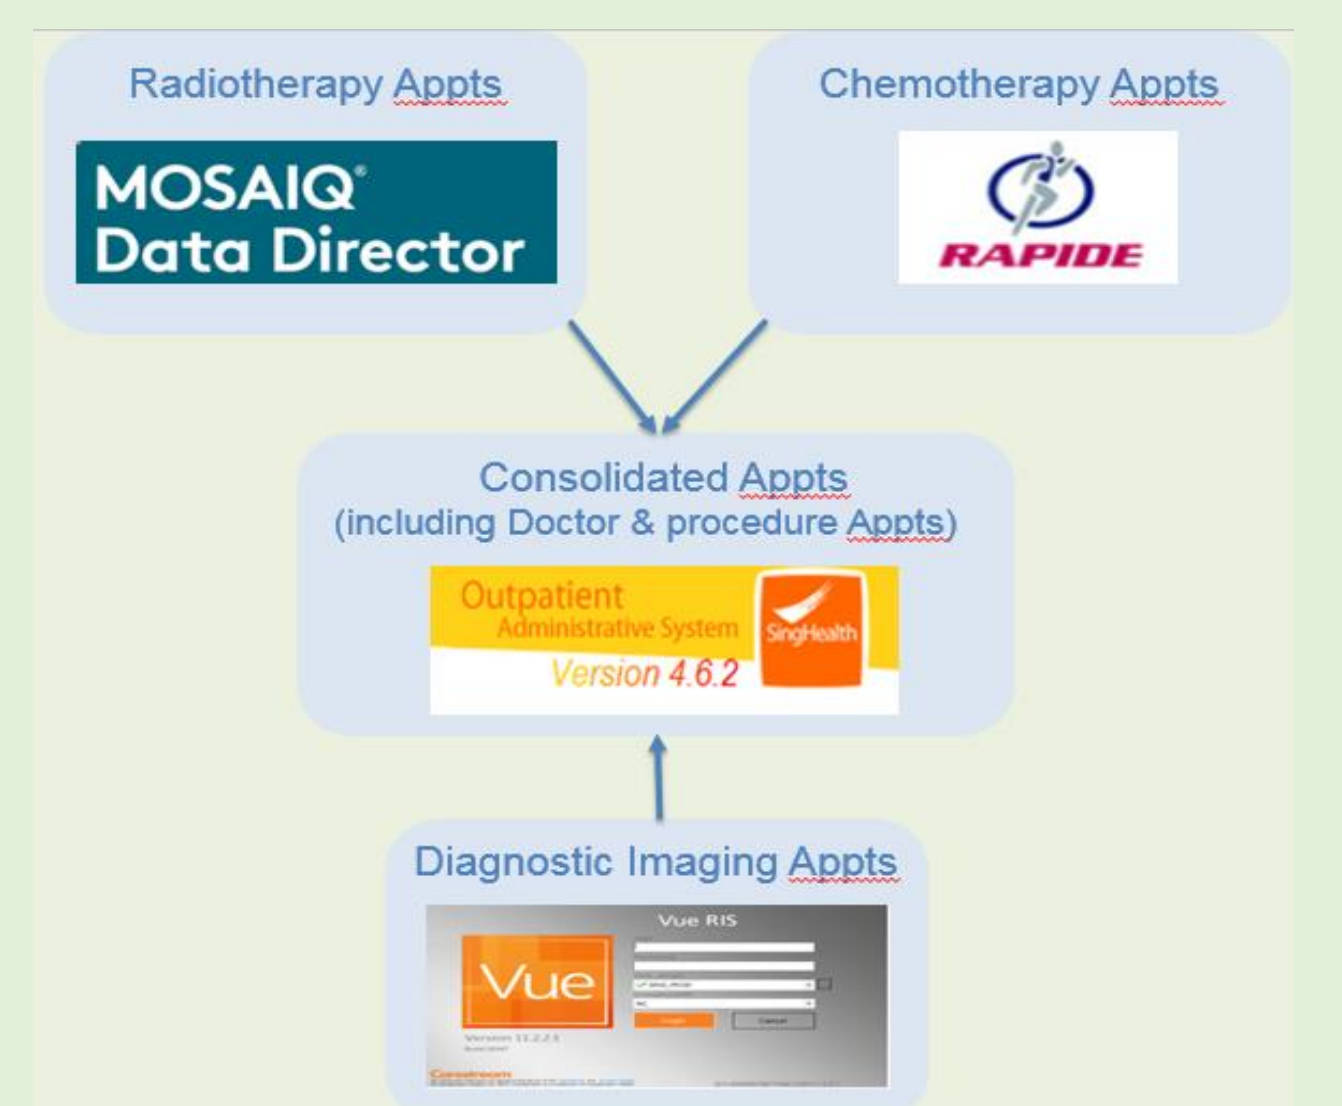 Radiotherapy Appts
MOSAIQ®
Data Director
Chemotherapy Appts
RAPIDE
Consolidated Appts
(including Doctor & procedure Appts)
Outpatient
Administrative System
Version 4.6.2
SingHealth
Diagnostic Imaging Appts
Vue RIS
Vue
Login
Cancel
Carestream